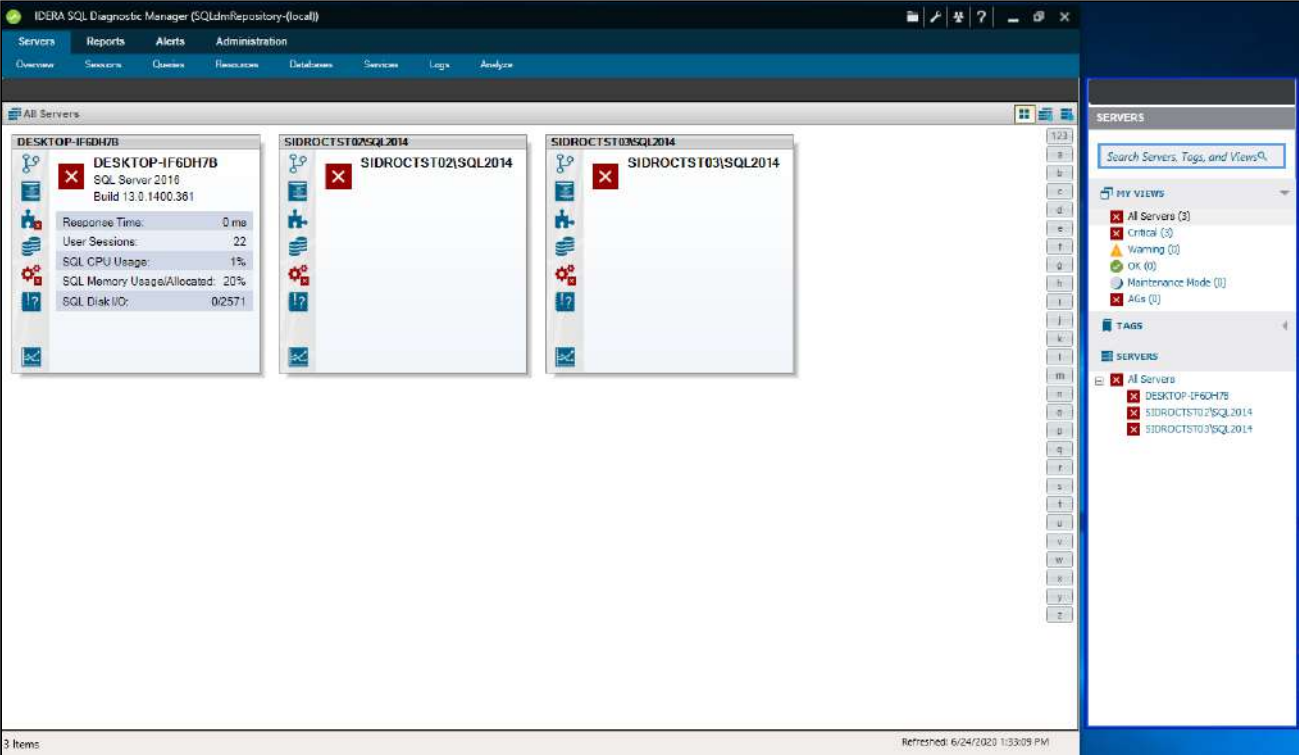 IDERA SQL Diagnostic Manager (SQLdmRepository-(local))
Servers Reports Alerts Administration
Overview Sessions Queries Resources Databases Services Logs Analyze
All Servers
DESKTOP-IF6DH7B
DESKTOP-IF6DH7B
SQL Server 2016
Build 13.0.1400.361
Response Time: 0 ms
User Sessions: 22
SQL CPU Usage: 1%
SQL Memory Usage/Allocated: 20%
SQL Disk I/O: 0/2571
SIDROCTST02\SQL2014
SIDROCTST02\SQL2014
SIDROCTST03\SQL2014
SIDROCTST03\SQL2014
123
a
b
c
d
e
f
g
h
i
j
k
l
m
n
o
p
q
r
s
t
u
v
w
x
y
z
3 Items
Refreshed: 6/24/2020 1:33:09 PM
SERVERS
Search Servers, Tags, and Views
MY VIEWS
All Servers (3)
Critical (3)
Warning (0)
OK (0)
Maintenance Mode (0)
AGs (0)
TAGS
SERVERS
All Servers
DESKTOP-IF6DH7B
SIDROCTST02\SQL2014
SIDROCTST03\SQL2014